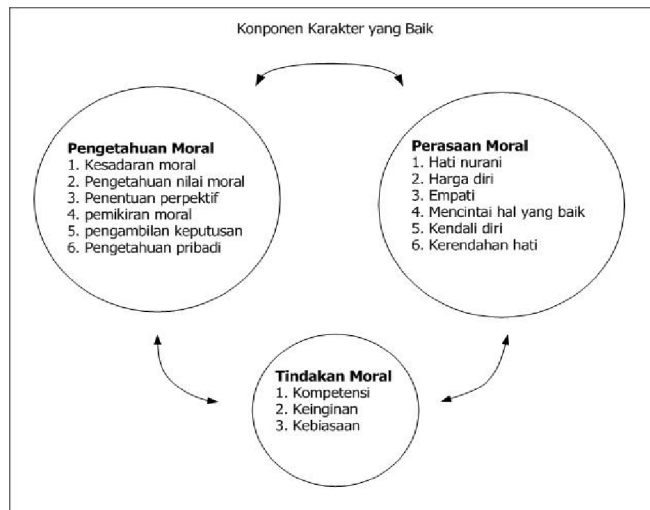 Konponen Karakter yang Baik
Pengetahuan Moral
1. Kesadaran moral
2. Pengetahuan nilai moral
3. Penentuan perpektif
4. pemikiran moral
5. pengambilan keputusan
6. Pengetahuan pribadi
Perasaan Moral
1. Hati nurani
2. Harga diri
3. Empati
4. Mencintai hal yang baik
5. Kendali diri
6. Kerendahan hati
Tindakan Moral
1. Kompetensi
2. Keinginan
3. Kebiasaan